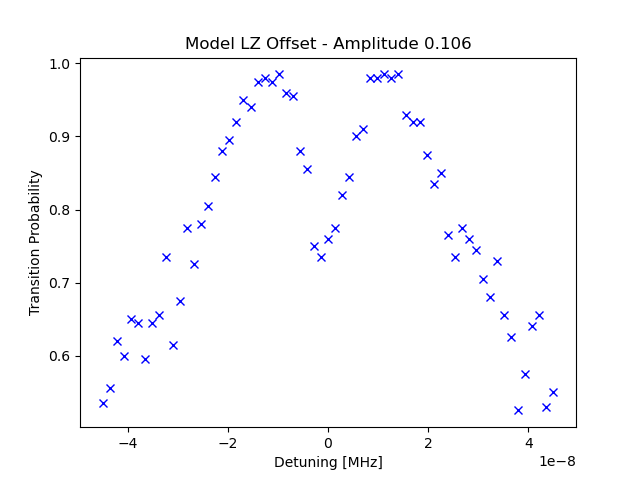 Model LZ Offset - Amplitude 0.106
1.0
0.9
0.8
0.7
0.6
Transition Probability
−4
−2
0
2
4
1e−8
Detuning [MHz]